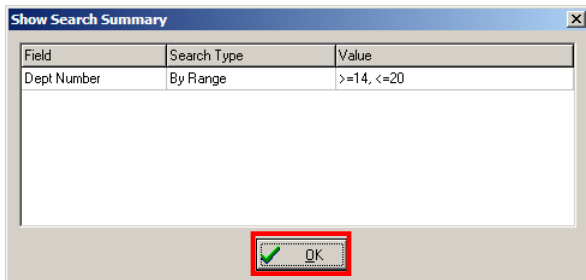 Show Search Summary
Field Search Type Value
Dept Number By Range >=14, <=20
OK